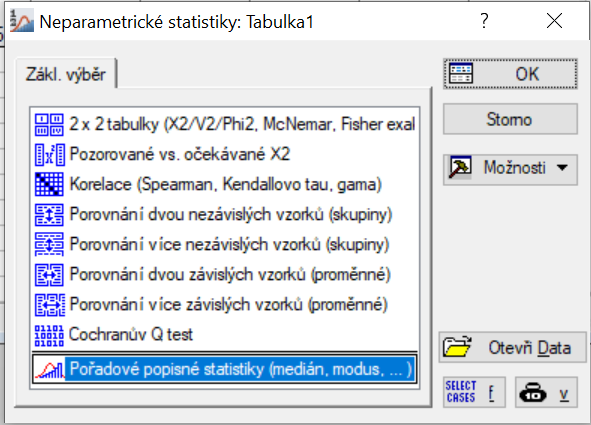 Neparametrické statistiky: Tabulka1
Zákl. výběr
2 x 2 tabulky (X2/V2/Phi2, McNemar, Fisher exal
Pozorované vs. očekávané X2
Korelace (Spearman, Kendallovo tau, gama)
Porovnání dvou nezávislých vzorků (skupiny)
Porovnání více nezávislých vzorků (skupiny)
Porovnání dvou závislých vzorků (proměnné)
Porovnání více závislých vzorků (proměnné)
Cochranův Q test
Pořadové popisné statistiky (medián, modus, ... )
OK
Storno
Možnosti
Otevři Data
SELECT
CASES
f
v